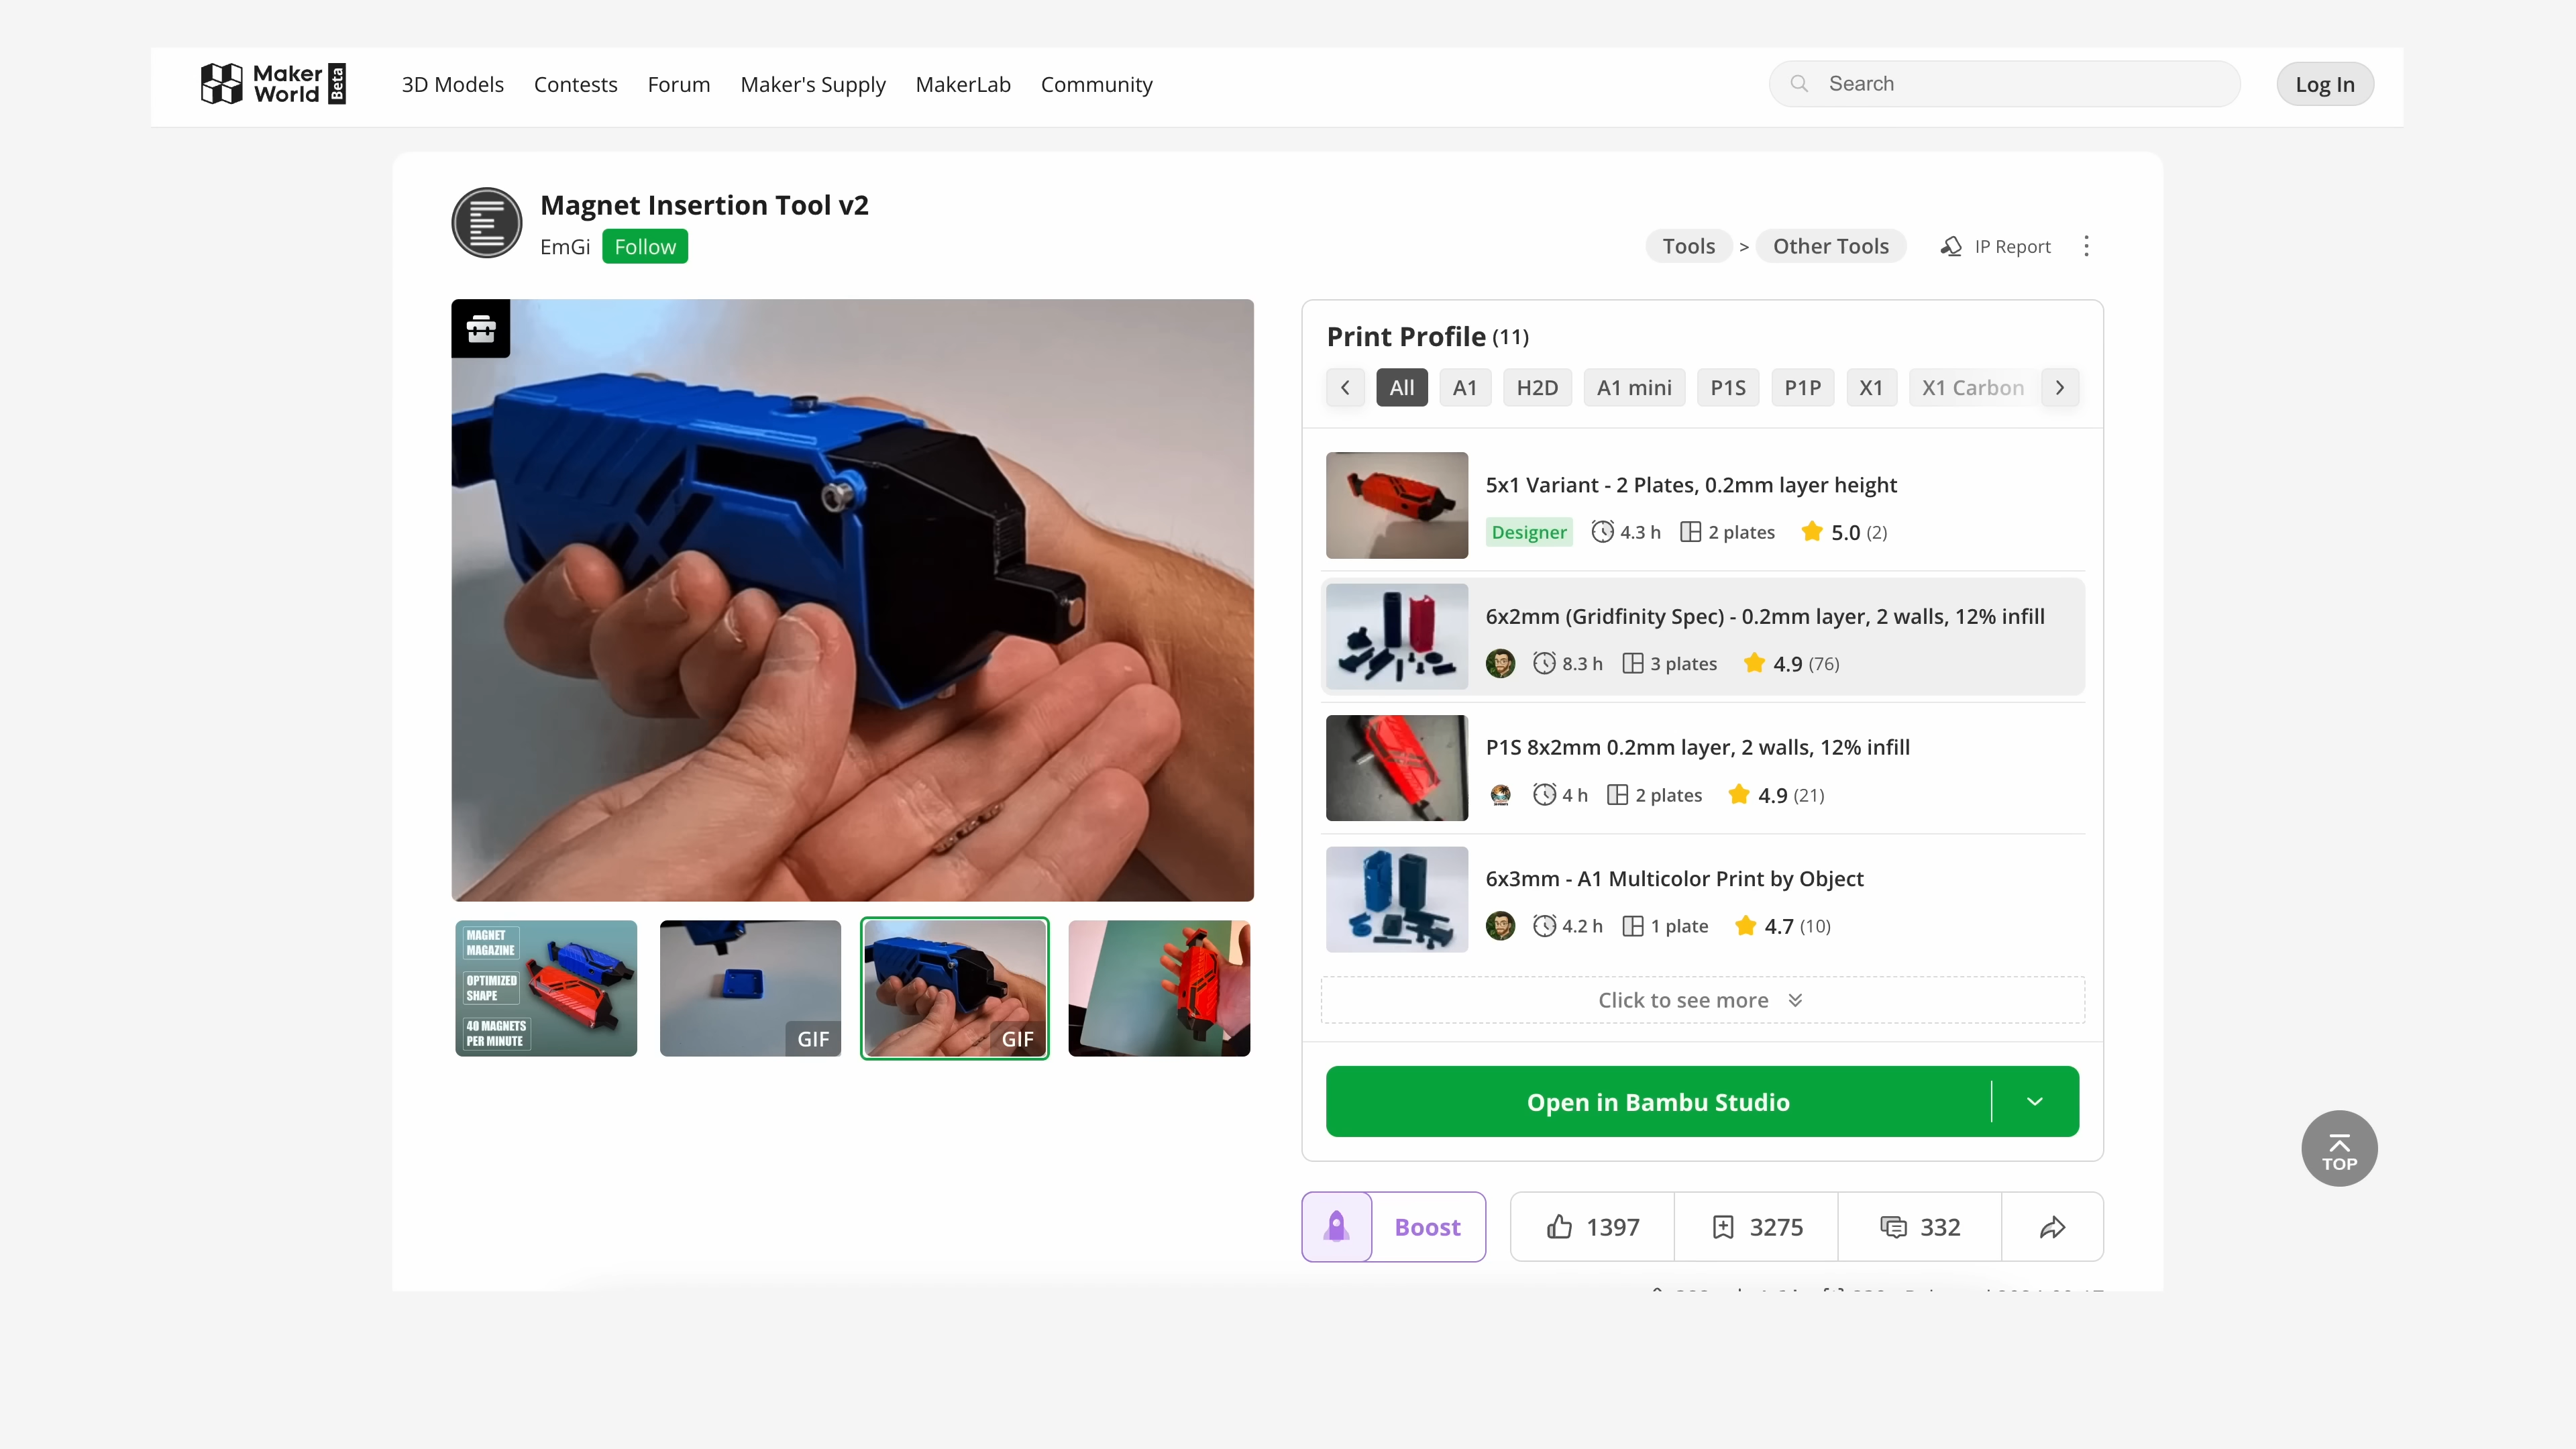 Maker World Beta
3D Models Contests Forum Maker's Supply MakerLab Community
Search
Log In
Magnet Insertion Tool v2
EmGi Follow
Tools > Other Tools IP Report
Print Profile (11)
All A1 H2D A1 mini P1S P1P X1 X1 Carbon
5x1 Variant - 2 Plates, 0.2mm layer height
Designer 4.3 h 2 plates 5.0 (2)
6x2mm (Gridfinity Spec) - 0.2mm layer, 2 walls, 12% infill
8.3 h 3 plates 4.9 (76)
P1S 8x2mm 0.2mm layer, 2 walls, 12% infill
4 h 2 plates 4.9 (21)
6x3mm - A1 Multicolor Print by Object
4.2 h 1 plate 4.7 (10)
Click to see more
Open in Bambu Studio
MAGNET
MAGAZINE
OPTIMIZED
SHAPE
40 MAGNETS
PER MINUTE
GIF
GIF
Boost 1397 3275 332
TOP